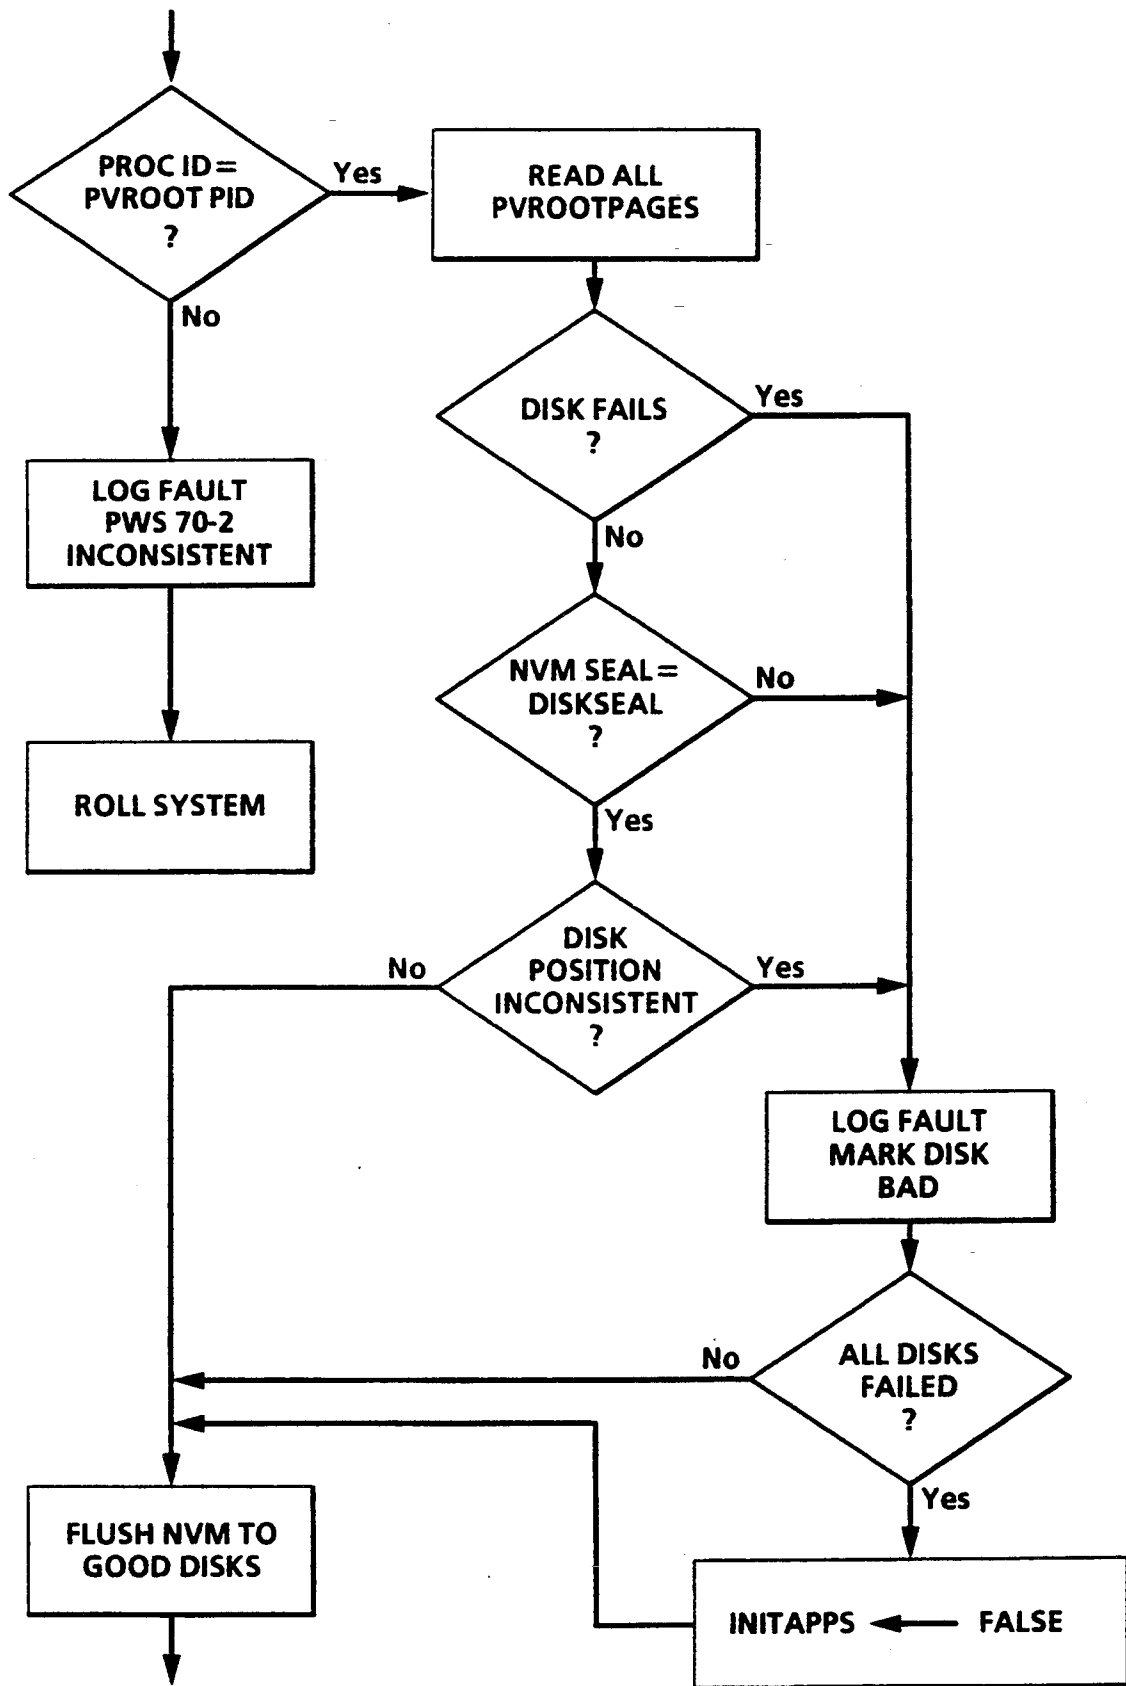 PROC ID =
PVROOT PID
?
Yes
No
READ ALL
PVROOTPAGES
DISK FAILS
?
Yes
No
LOG FAULT
PWS 70-2
INCONSISTENT
NVM SEAL =
DISKSEAL
?
No
Yes
ROLL SYSTEM
DISK
POSITION
INCONSISTENT
?
No
Yes
LOG FAULT
MARK DISK
BAD
ALL DISKS
FAILED
?
No
Yes
FLUSH NVM TO
GOOD DISKS
INITAPPS FALSE